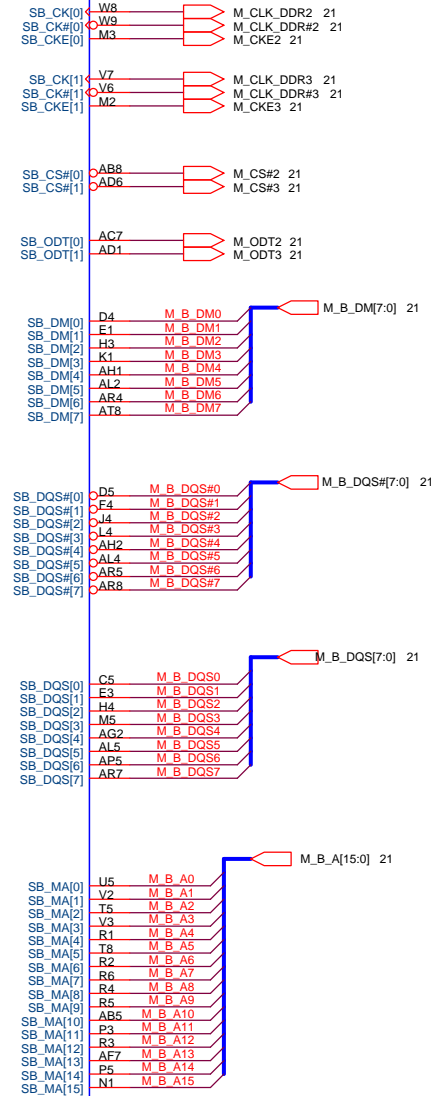 SB_CK[0] W8 M_CLK_DDR2 21
SB_CK#[0] W9 M_CLK_DDR#2 21
SB_CKE[0] M3 M_CKE2 21
SB_CK[1] V7 M_CLK_DDR3 21
SB_CK#[1] V6 M_CLK_DDR#3 21
SB_CKE[1] M2 M_CKE3 21
SB_CS#[0] AB8 M_CS#2 21
SB_CS#[1] AD6 M_CS#3 21
SB_ODT[0] AC7 M_ODT2 21
SB_ODT[1] AD1 M_ODT3 21
M_B_DM[7:0] 21
SB_DM[0] D4 M_B_DM0
SB_DM[1] E1 M_B_DM1
SB_DM[2] H3 M_B_DM2
SB_DM[3] K1 M_B_DM3
SB_DM[4] AH1 M_B_DM4
SB_DM[5] AL2 M_B_DM5
SB_DM[6] AR4 M_B_DM6
SB_DM[7] AT8 M_B_DM7
M_B_DQS#[7:0] 21
SB_DQS#[0] D5 M_B_DQS#0
SB_DQS#[1] F4 M_B_DQS#1
SB_DQS#[2] J4 M_B_DQS#2
SB_DQS#[3] L4 M_B_DQS#3
SB_DQS#[4] AH2 M_B_DQS#4
SB_DQS#[5] AL4 M_B_DQS#5
SB_DQS#[6] AR5 M_B_DQS#6
SB_DQS#[7] AR8 M_B_DQS#7
M_B_DQS[7:0] 21
SB_DQS[0] C5 M_B_DQS0
SB_DQS[1] E3 M_B_DQS1
SB_DQS[2] H4 M_B_DQS2
SB_DQS[3] M5 M_B_DQS3
SB_DQS[4] AG2 M_B_DQS4
SB_DQS[5] AL5 M_B_DQS5
SB_DQS[6] AP5 M_B_DQS6
SB_DQS[7] AR7 M_B_DQS7
M_B_A[15:0] 21
SB_MA[0] U5 M_B_A0
SB_MA[1] V2 M_B_A1
SB_MA[2] T5 M_B_A2
SB_MA[3] V3 M_B_A3
SB_MA[4] R1 M_B_A4
SB_MA[5] T8 M_B_A5
SB_MA[6] R2 M_B_A6
SB_MA[7] R6 M_B_A7
SB_MA[8] R4 M_B_A8
SB_MA[9] R5 M_B_A9
SB_MA[10] AB5 M_B_A10
SB_MA[11] P3 M_B_A11
SB_MA[12] R3 M_B_A12
SB_MA[13] AF7 M_B_A13
SB_MA[14] P5 M_B_A14
SB_MA[15] N1 M_B_A15